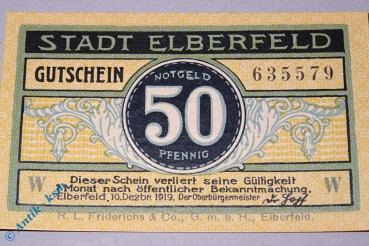 STADT ELBERFELD
GUTSCHEIN
NOTGELD
635579
50
PFENNIG
W
W
Dieser Schein verliert seine Gültigkeit
1 Monat nach öffentlicher Bekanntmachung.
Elberfeld, 10. Dezbr. 1919. Der Oberbürgermeister
R. L. Friderichs & Co., G. m. b. H., Elberfeld.